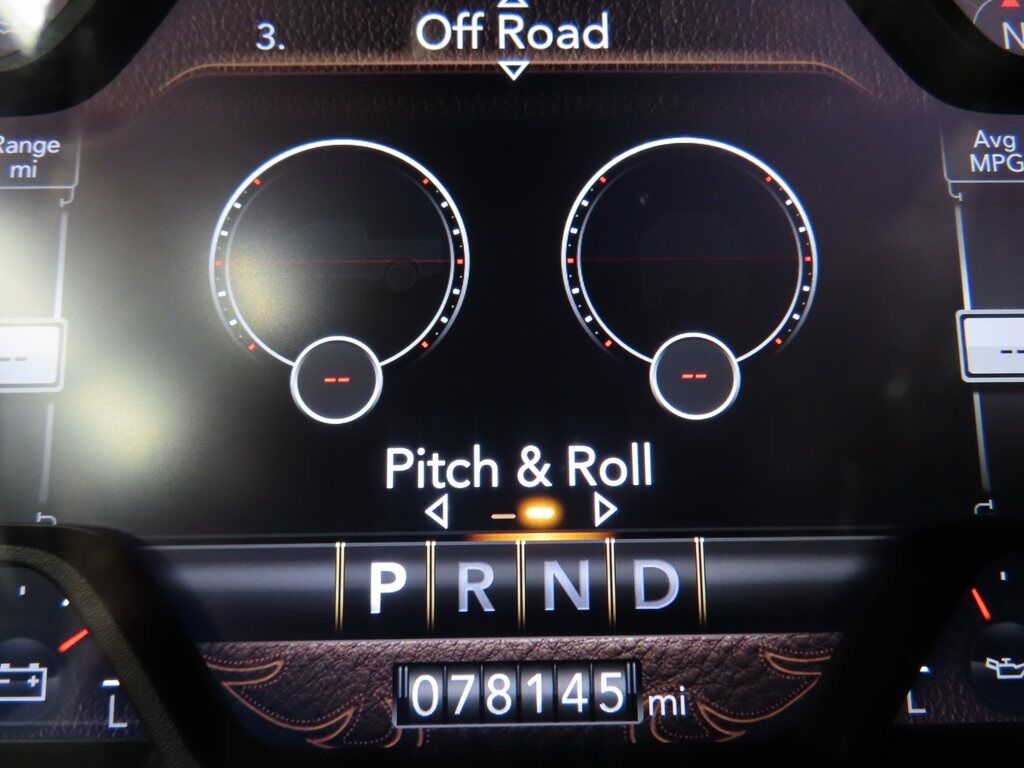 3. Off Road
N
Range
mi
Avg
MPG
--
--
--
--
Pitch & Roll
P R N D
078145 mi
L
L